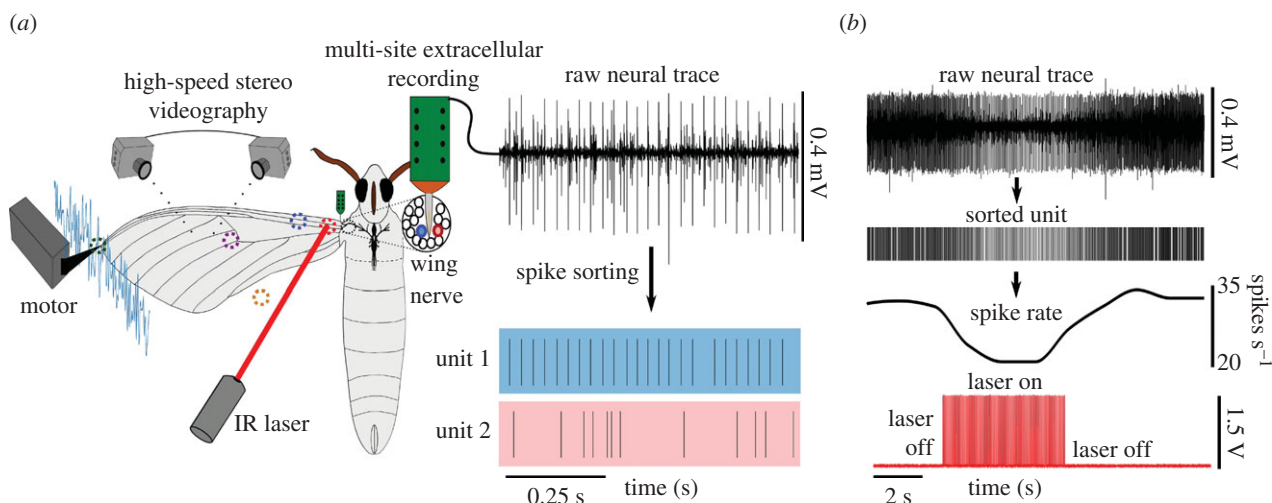 (a)
high-speed stereo
videography
multi-site extracellular
recording
raw neural trace
0.4 mV
motor
wing
nerve
spike sorting
IR laser
unit 1
unit 2
0.25 s
time (s)
(b)
raw neural trace
0.4 mV
sorted unit
spike rate
35
20
spikes s⁻¹
laser on
laser
off
laser off
1.5 V
2 s
time (s)